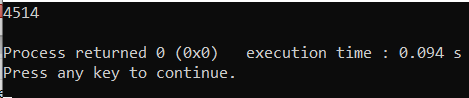 4514
Process returned 0 (0x0)   execution time : 0.094 s
Press any key to continue.